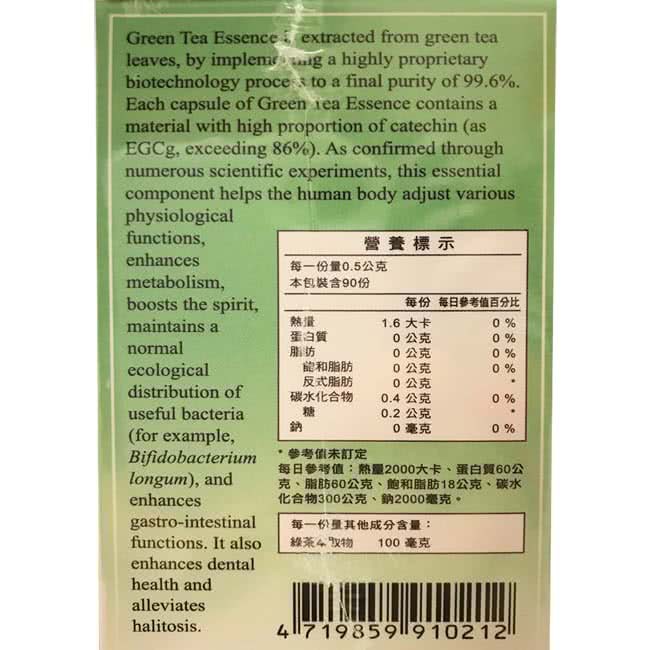 Green Tea Essence extracted from green tea
leaves, by a highly proprietary
biotechnology to a final purity of 99.6%.
Each capsule of Green Tea Essence contains a
material with high proportion of catechin (as
EGCg, exceeding 86%). As confirmed through
numerous scientific experiments, this essential
component helps the human body adjust various
physiological
functions,
enhances
metabolism,
boosts the spirit,
maintains a
normal
ecological
distribution of
useful bacteria
(for example,
Bifidobacterium
longum), and
enhances
gastro-intestinal
functions. It also
enhances dental
health and
alleviates
halitosis.
營養標示
每一份量0.5公克
本包裝含90份
每份 每日參考值百分比
熱量 1.6 大卡 0 %
蛋白質 0 公克 0 %
脂肪 0 公克 0 %
飽和脂肪 0 公克 0 %
反式脂肪 0 公克 *
碳水化合物 0.4 公克 0 %
糖 0.2 公克 *
鈉 0 毫克 0 %
* 參考值未訂定
每日參考值：熱量2000大卡、蛋白質60公
克、脂肪60公克、飽和脂肪18公克、碳水
化合物300公克、鈉2000毫克。
每一份量其他成分含量：
綠茶萃取物 100 毫克
4 719859 910212